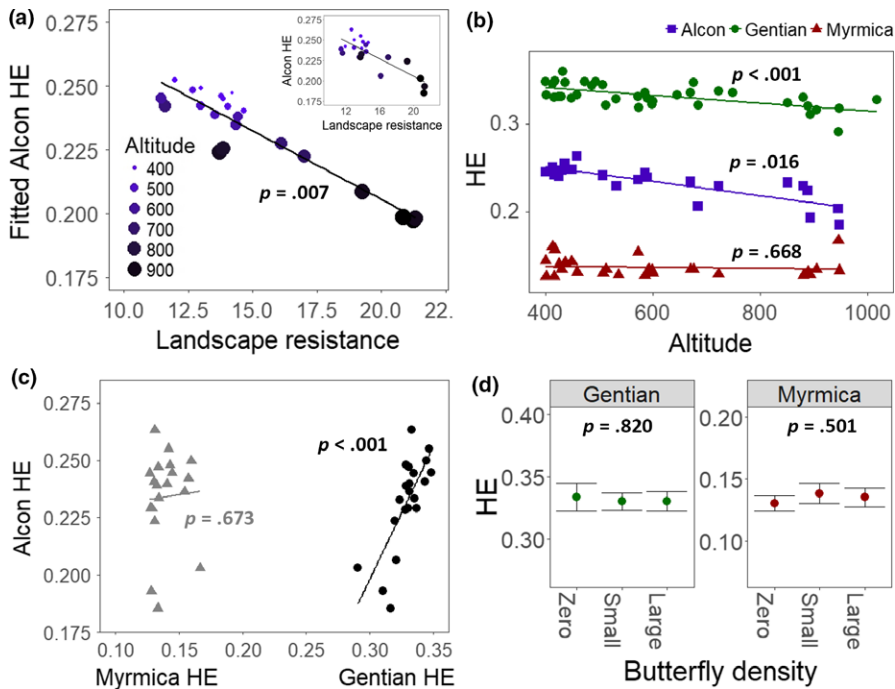 (a)
Fitted Alcon HE
0.275
0.250
0.225
0.200
0.175
Altitude
400
500
600
700
800
900
p = .007
10.0 12.5 15.0 17.5 20.0 22.
Landscape resistance
Alcon HE
0.275
0.250
0.225
0.200
0.175
12 14 16 20
Landscape resistance
(b)
Alcon Gentian Myrmica
HE
0.3
0.2
p < .001
p = .016
p = .668
400 600 800 1000
Altitude
(c)
Alcon HE
0.275
0.250
0.225
0.200
0.175
p < .001
p = .673
0.10 0.15 0.20 0.25 0.30 0.35
Myrmica HE Gentian HE
(d)
HE
Gentian
0.40
0.35
0.30
p = .820
Zero
Small
Large
Myrmica
0.20
0.15
0.10
p = .501
Zero
Small
Large
Butterfly density